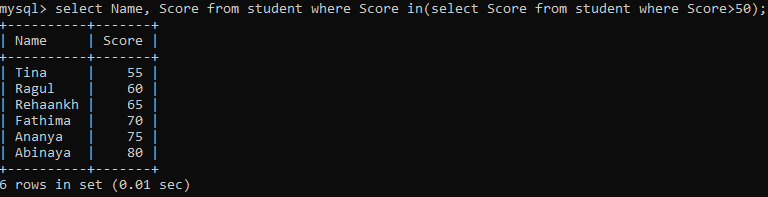 mysql> select Name, Score from student where Score in(select Score from student where Score>50);
+----------+-------+
| Name     | Score |
+----------+-------+
| Tina     |    55 |
| Ragul    |    60 |
| Rehaankh |    65 |
| Fathima  |    70 |
| Ananya   |    75 |
| Abinaya  |    80 |
+----------+-------+
6 rows in set (0.01 sec)